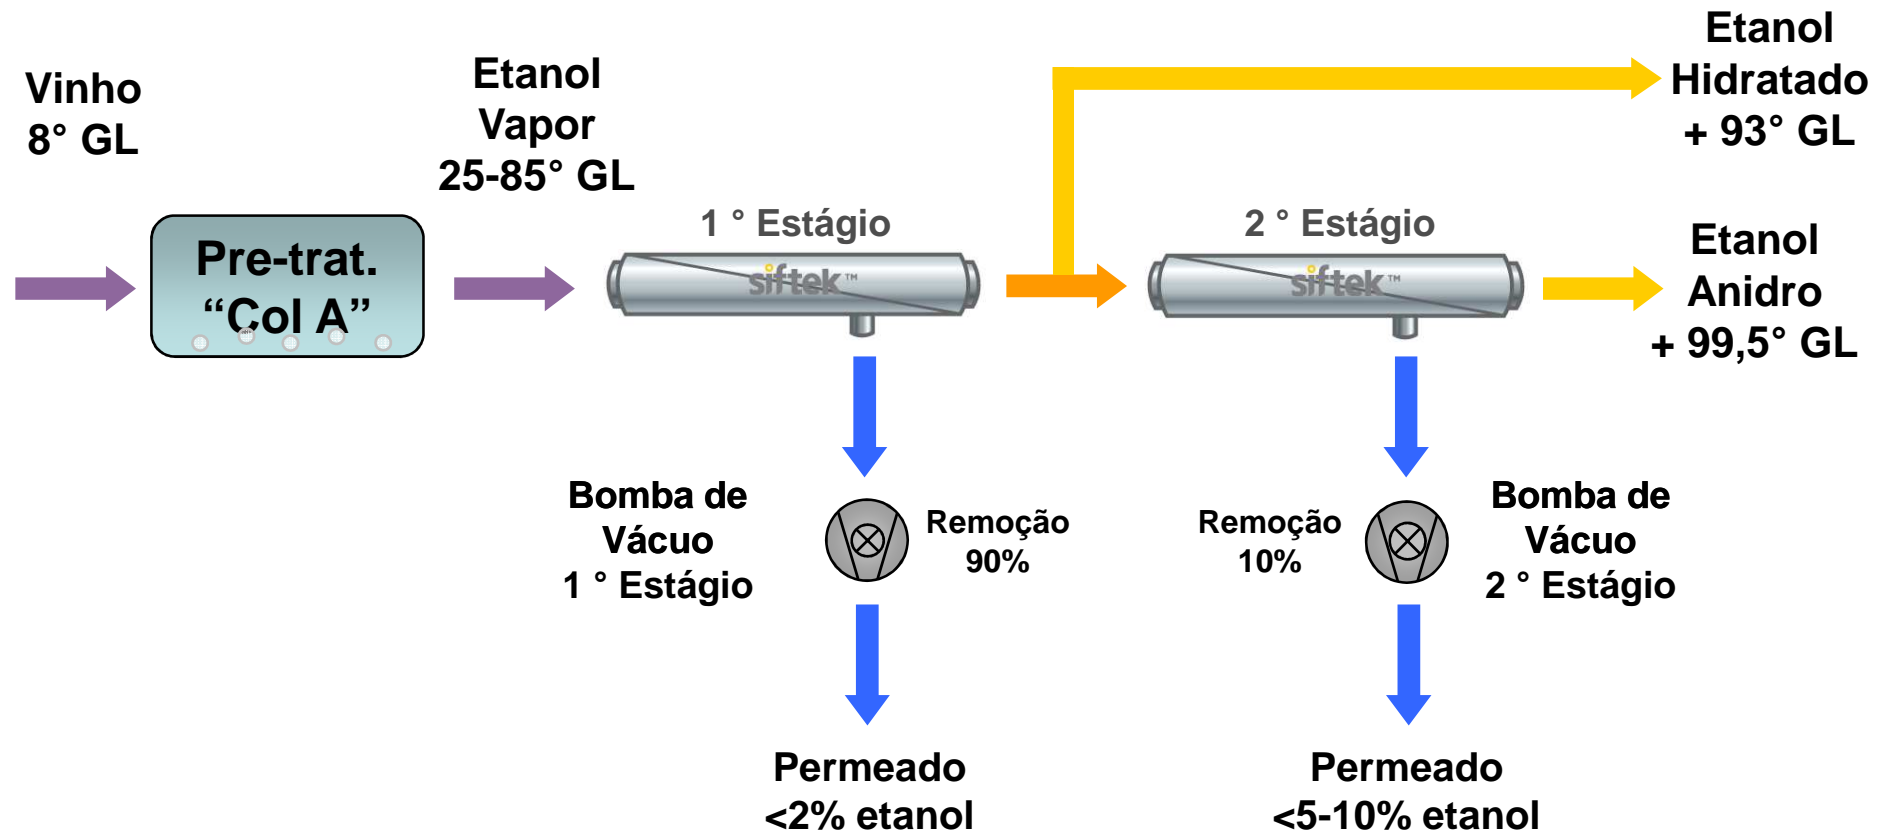 Vinho
8° GL
Etanol
Vapor
25-85° GL
Etanol
Hidratado
+ 93° GL
Pre-trat.
“Col A”
1 ° Estágio
siftek™
2 ° Estágio
siftek™
Etanol
Anidro
+ 99,5° GL
Bomba de
Vácuo
1 ° Estágio
Remoção
90%
Remoção
10%
Bomba de
Vácuo
2 ° Estágio
Permeado
<2% etanol
Permeado
<5-10% etanol